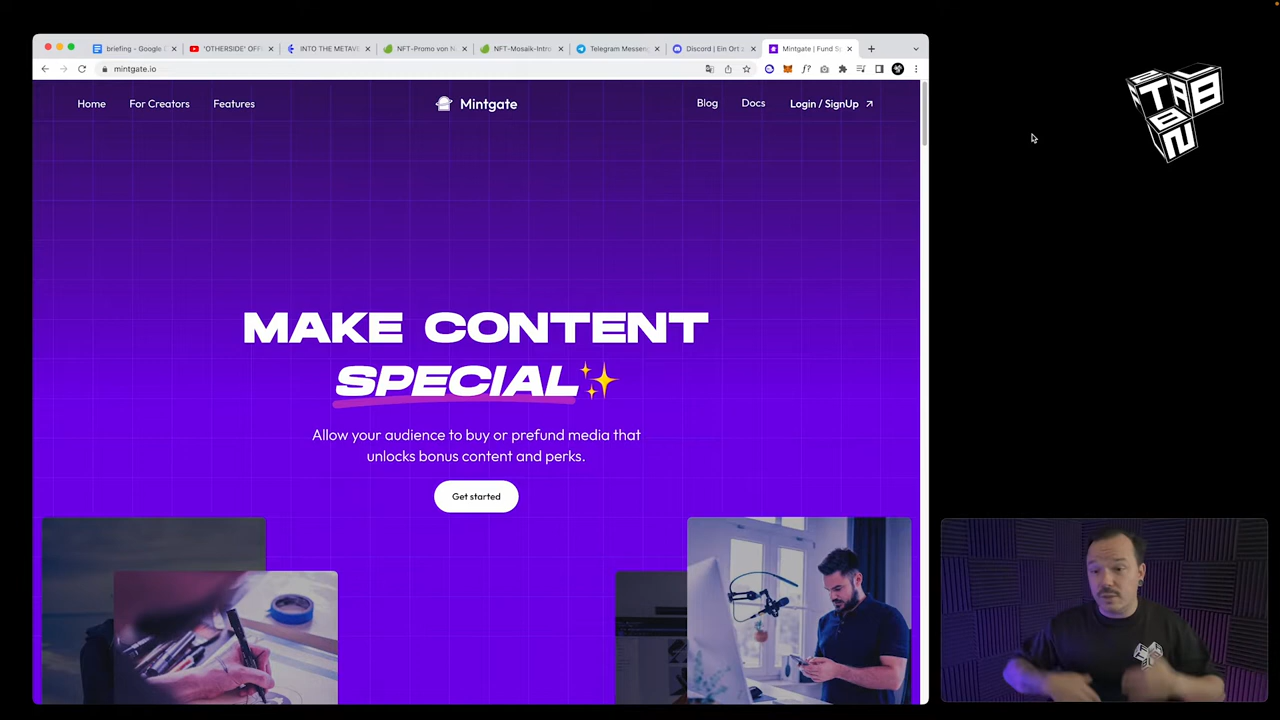 briefing - Google
'OTHERSIDE' OFF
INTO THE METAV
NFT-Promo von N
NFT-Mosaik-Intro
Telegram Messen
Discord | Ein Ort z
Mintgate | Fund S
mintgate.io
Home
For Creators
Features
Mintgate
Blog
Docs
Login / SignUp
MAKE CONTENT
SPECIAL✨
Allow your audience to buy or prefund media that
unlocks bonus content and perks.
Get started